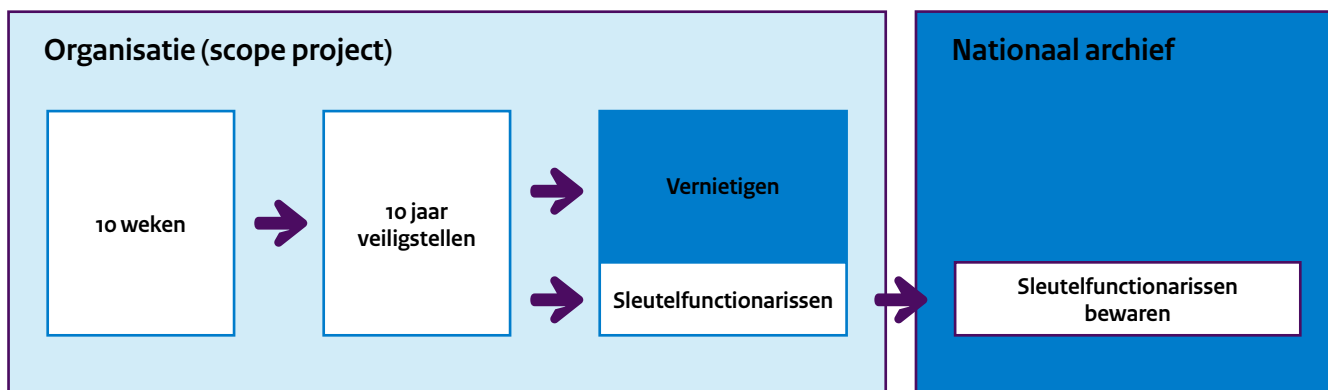 Organisatie (scope project)
10 weken
10 jaar
veiligstellen
Vernietigen
Sleutelfunctionarissen
Nationaal archief
Sleutelfunctionarissen
bewaren